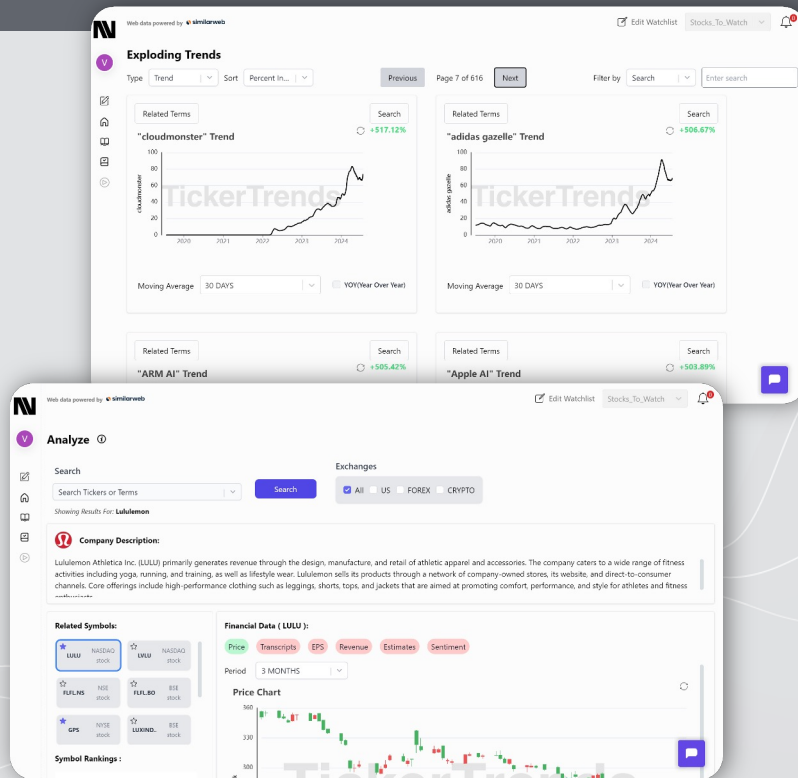 Web data powered by similarweb
Edit Watchlist
Stocks_To_Watch
Exploding Trends
Type Trend Sort Percent In... Previous Page 7 of 616 Next Filter by Search Enter search
Related Terms Search Related Terms Search
"cloudmonster" Trend +517.12% "adidas gazelle" Trend +506.67%
100 100
80 80
60 60
40 40
20 20
0 0
cloudmonster adidas gazelle
TickerTrends TickerTrends
2020 2021 2022 2023 2024 2020 2021 2022 2023 2024
Moving Average 30 DAYS YOY(Year Over Year) Moving Average 30 DAYS YOY(Year Over Year)
Related Terms Search Related Terms Search
"ARM AI" Trend +505.42% "Apple AI" Trend +503.89%
V
Web data powered by similarweb
Edit Watchlist
Stocks_To_Watch
V
Analyze
Search
Exchanges
Search Tickers or Terms Search All US FOREX CRYPTO
Showing Results For: Lululemon
Company Description:
Lululemon Athletica Inc. (LULU) primarily generates revenue through the design, manufacture, and retail of athletic apparel and accessories. The company caters to a wide range of fitness
activities including yoga, running, and training, as well as lifestyle wear. Lululemon sells its products through a network of company-owned stores, its website, and direct-to-consumer
channels. Core offerings include high-performance clothing such as leggings, shorts, tops, and jackets that are aimed at promoting comfort, performance, and style for athletes and fitness
enthusiasts
Related Symbols:
LULU NASDAQ stock LVLU NASDAQ stock
FLFL.NS NSE stock FLFL.BO BSE stock
GPS NYSE stock LUXIND.. BSE stock
Symbol Rankings :
Financial Data ( LULU ):
Price Transcripts EPS Revenue Estimates Sentiment
Period 3 MONTHS
Price Chart
360
330
300
TickerTrends